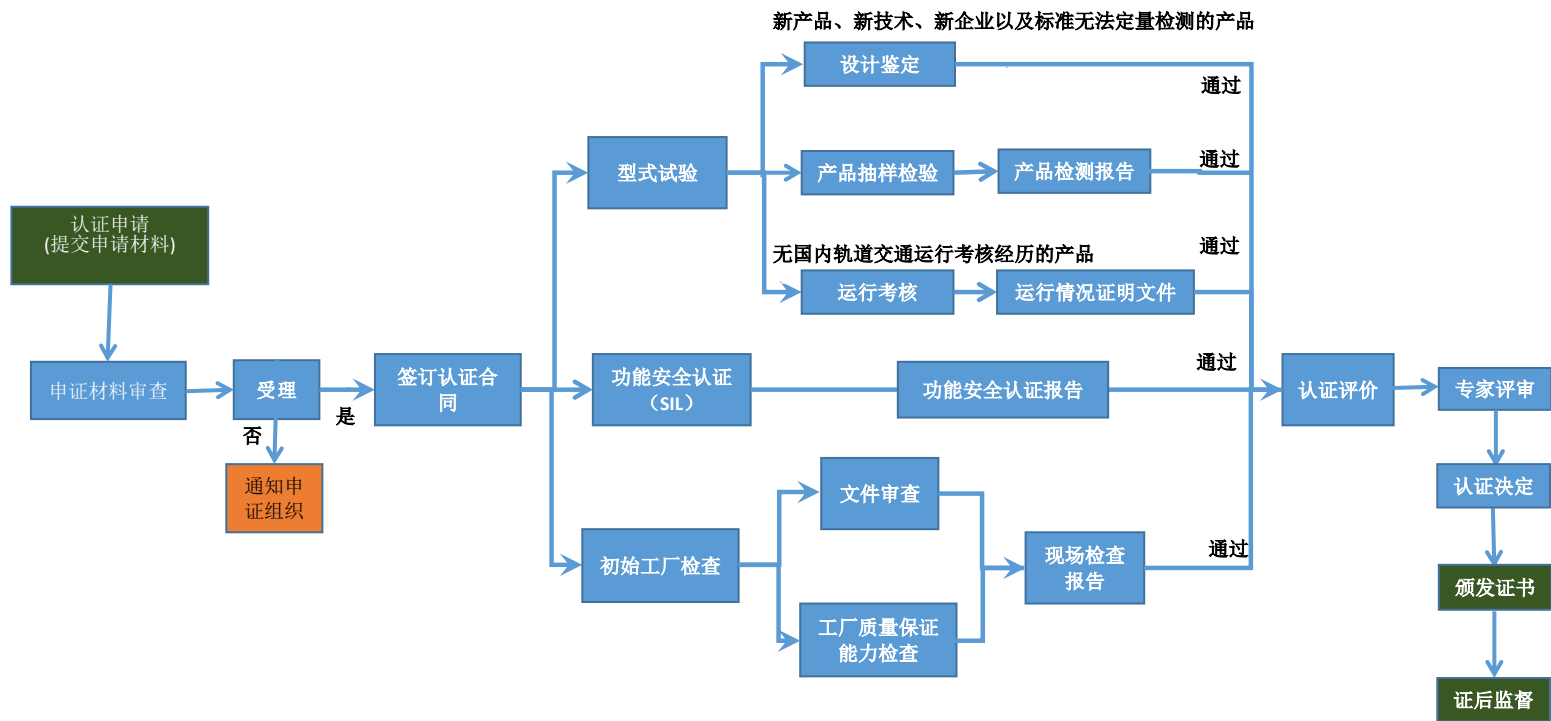 新产品、新技术、新企业以及标准无法定量检测的产品
设计鉴定
通过
型式试验
产品抽样检验
产品检测报告
通过
认证申请
(提交申请材料)
无国内轨道交通运行考核经历的产品
通过
运行考核
运行情况证明文件
申证材料审查
受理
是
否
通知申
证组织
签订认证合
同
功能安全认证
（SIL）
功能安全认证报告
通过
认证评价
专家评审
认证决定
颁发证书
证后监督
初始工厂检查
文件审查
工厂质量保证
能力检查
现场检查
报告
通过